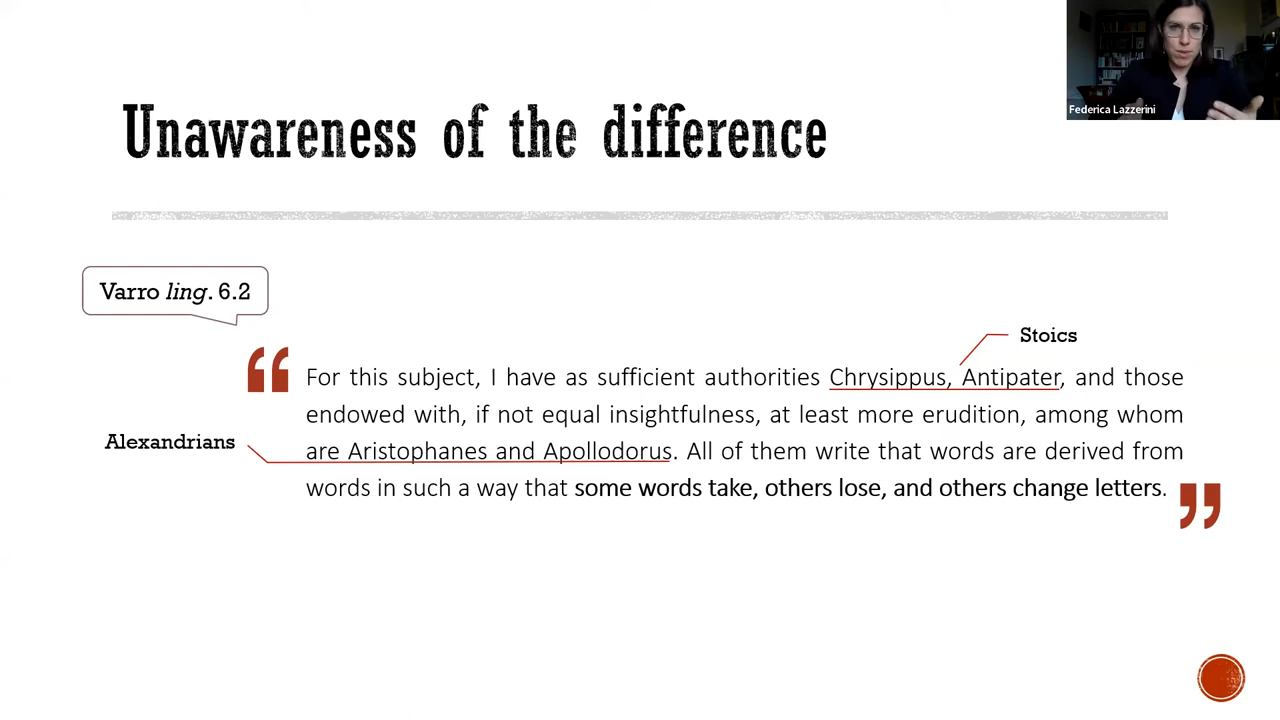 Federica Lazzerini
Unawareness of the difference
Varro ling. 6.2
Stoics
“ For this subject, I have as sufficient authorities Chrysippus, Antipater, and those
endowed with, if not equal insightfulness, at least more erudition, among whom
Alexandrians
are Aristophanes and Apollodorus. All of them write that words are derived from
words in such a way that some words take, others lose, and others change letters. ”